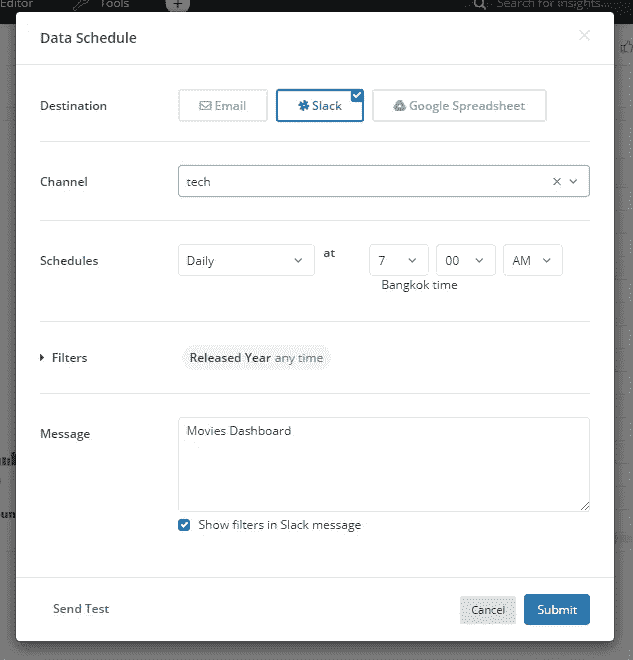 Editor Tools + Search for insights...
Data Schedule
Destination Email Slack Google Spreadsheet
Channel tech
Schedules Daily at 7 00 AM
Bangkok time
Filters Released Year any time
Message Movies Dashboard
Show filters in Slack message
Send Test Cancel Submit